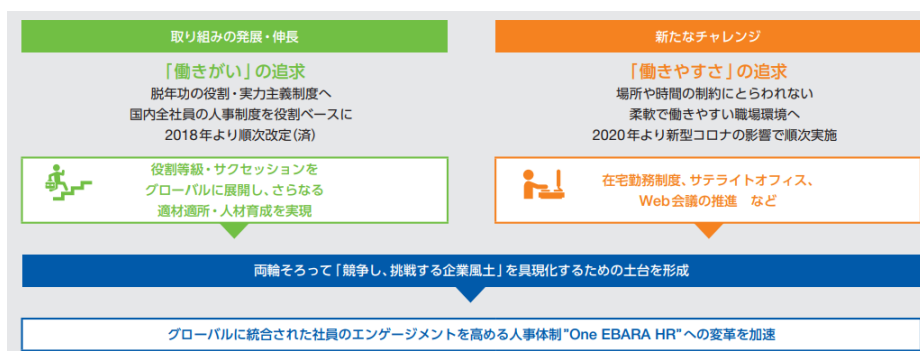 取り組みの発展・伸長
「働きがい」の追求
脱年功の役割・実力主義制度へ
国内全社員の人事制度を役割ベースに
2018年より順次改定（済）
役割等級・サクセッションを
グローバルに展開し、さらなる
適材適所・人材育成を実現
新たなチャレンジ
「働きやすさ」の追求
場所や時間の制約にとらわれない
柔軟で働きやすい職場環境へ
2020年より新型コロナの影響で順次実施
在宅勤務制度、サテライトオフィス、
Web会議の推進　など
両輪そろって「競争し、挑戦する企業風土」を具現化するための土台を形成
グローバルに統合された社員のエンゲージメントを高める人事体制"One EBARA HR"への変革を加速